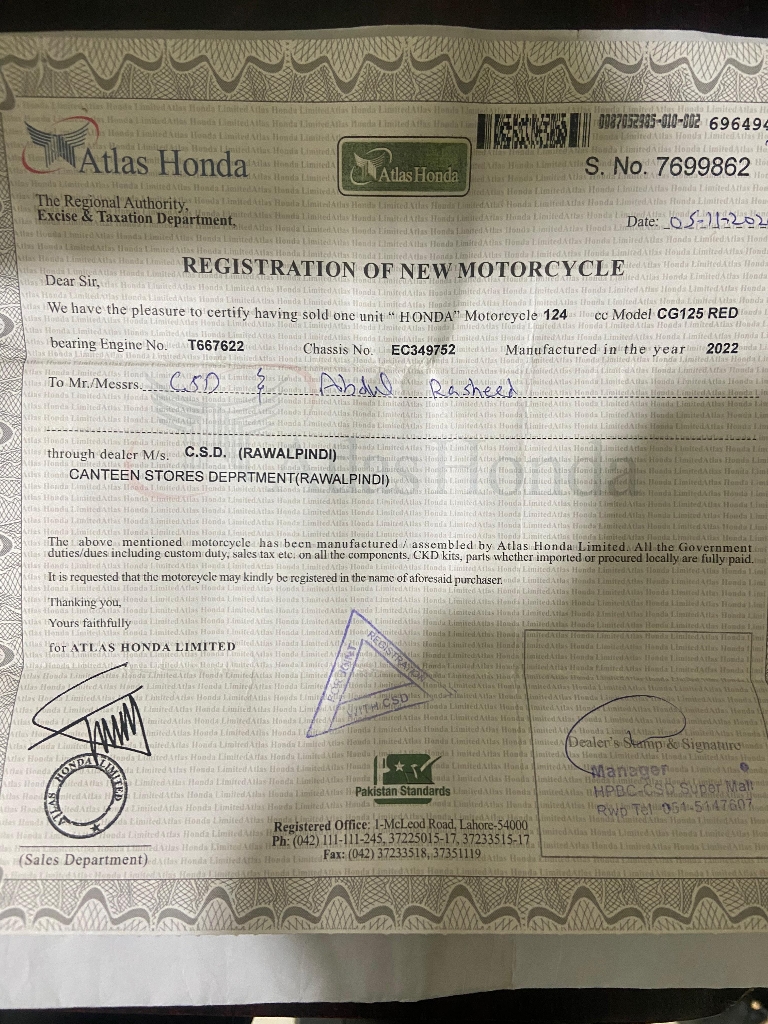 0087052985-010-002 69649
Atlas Honda
AtlasHonda
S. No. 7699862
The Regional Authority,
Excise & Taxation Department,
Date: 05-11-202
REGISTRATION OF NEW MOTORCYCLE
Dear Sir,
We have the pleasure to certify having sold one unit “ HONDA” Motorcycle 124 cc Model CG125 RED
bearing Engine No. T667622 Chassis No. EC349752 Manufactured in the year 2022
To Mr./Messrs. CSD & Abdul Rasheed
through dealer M/s. C.S.D. (RAWALPINDI)
CANTEEN STORES DEPRTMENT(RAWALPINDI)
Atlas Honda
The above mentioned motorcycle has been manufactured / assembled by Atlas Honda Limited. All the Government
duties/dues including custom duty, sales tax etc. on all the components, CKD kits, parts whether imported or procured locally are fully paid.
It is requested that the motorcycle may kindly be registered in the name of aforesaid purchaser.
Thanking you,
Yours faithfully
for ATLAS HONDA LIMITED
FOR JOINT
REGISTRATION
WITH CSD
ATLAS HONDA LIMITED
(Sales Department)
Pakistan Standards
Dealer's Stamp & Signature
Manager
HPBC-CSD Super Mall
Rwp Tel: 051-5147607
Registered Office: 1-McLeod Road, Lahore-54000
Ph: (042) 111-111-245, 37225015-17, 37233515-17
Fax: (042) 37233518, 37351119